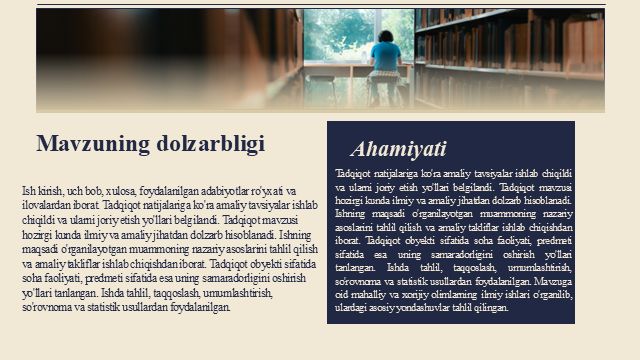 Mavzuning dolzarbligi
Ish kirish, uch bob, xulosa, foydalanilgan adabiyotlar ro'yxati va
ilovalardan iborat. Tadqiqot natijalariga ko'ra amaliy tavsiyalar ishlab
chiqildi va ularni joriy etish yo'llari belgilandi. Tadqiqot mavzusi
hozirgi kunda ilmiy va amaliy jihatdan dolzarb hisoblanadi. Ishning
maqsadi o'rganilayotgan muammoning nazariy asoslarini tahlil qilish
va amaliy takliflar ishlab chiqishdan iborat. Tadqiqot obyekti sifatida
soha faoliyati, predmeti sifatida esa uning samaradorligini oshirish
yo'llari tanlangan. Ishda tahlil, taqqoslash, umumlashtirish,
so'rovnoma va statistik usullardan foydalanilgan.
Ahamiyati
Tadqiqot natijalariga ko'ra amaliy tavsiyalar ishlab chiqildi
va ularni joriy etish yo'llari belgilandi. Tadqiqot mavzusi
hozirgi kunda ilmiy va amaliy jihatdan dolzarb hisoblanadi.
Ishning maqsadi o'rganilayotgan muammoning nazariy
asoslarini tahlil qilish va amaliy takliflar ishlab chiqishdan
iborat. Tadqiqot obyekti sifatida soha faoliyati, predmeti
sifatida esa uning samaradorligini oshirish yo'llari
tanlangan. Ishda tahlil, taqqoslash, umumlashtirish,
so'rovnoma va statistik usullardan foydalanilgan. Mavzuga
oid mahalliy va xorijiy olimlarning ilmiy ishlari o'rganilib,
ulardagi asosiy yondashuvlar tahlil qilingan.